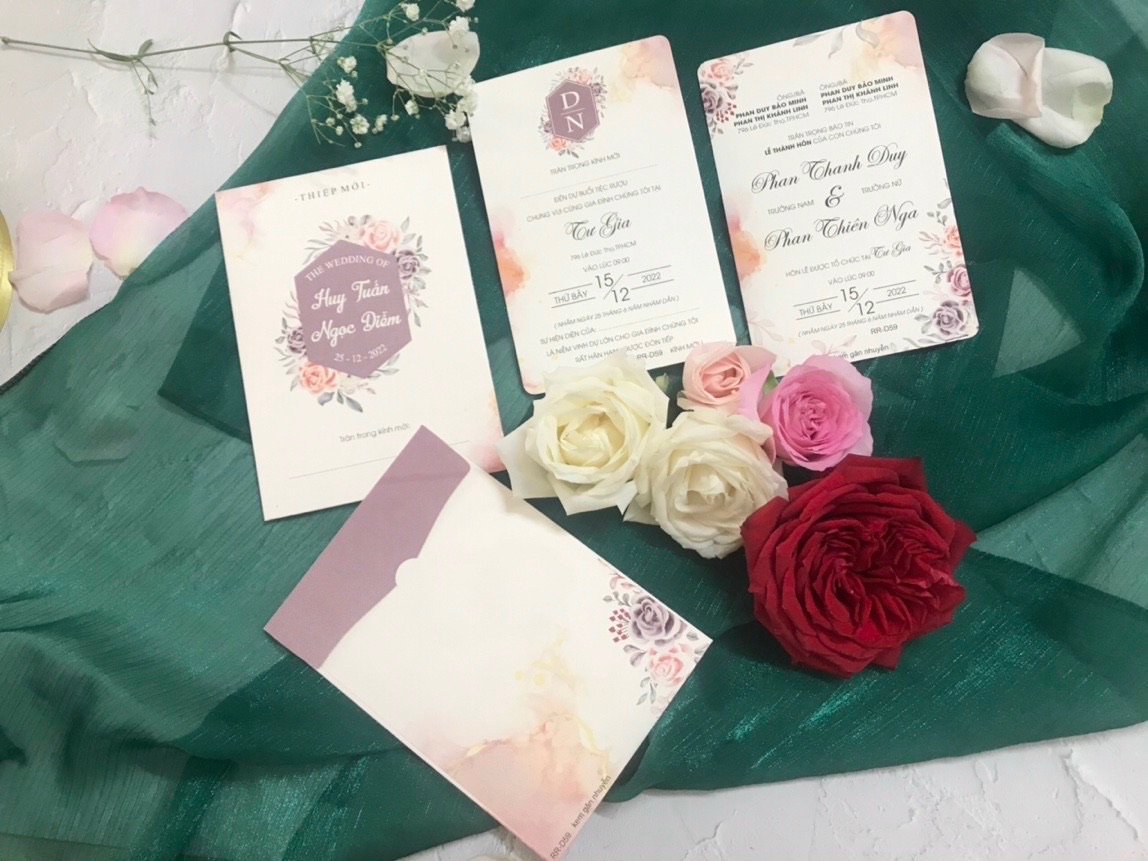 -THIỆP MỜI-
THE WEDDING OF
Huy Tuấn
Ngọc Diễm
25 - 12 - 2022
Trân trọng kính mời:
D
N
TRÂN TRỌNG KÍNH MỜI
ĐẾN DỰ BUỔI TIỆC RƯỢU
CHUNG VUI CÙNG GIA ĐÌNH CHÚNG TÔI TẠI
Tư Gia
796 Lê Đức Thọ, TP.HCM
VÀO LÚC 09:00
THỨ BẢY 15/12 2022
( NHẰM NGÀY 25 THÁNG 6 NĂM NHÂM DẦN )
SỰ HIỆN DIỆN CỦA:
LÀ NIỀM VINH DỰ LỚN CHO GIA ĐÌNH CHÚNG TÔI
RẤT HÂN HẠNH ĐƯỢC ĐÓN TIẾP
RR-D59 KÍNH MỜI
ÔNG/BÀ
PHAN DUY BẢO MINH
PHAN THỊ KHÁNH LINH
796 Lê Đức Thọ, TP.HCM
ÔNG/BÀ
PHAN DUY BẢO MINH
PHAN THỊ KHÁNH LINH
796 Lê Đức Thọ, TP.HCM
TRÂN TRỌNG BÁO TIN
LỄ THÀNH HÔN CỦA CON CHÚNG TÔI
Phan Thanh Duy
TRƯỞNG NAM & TRƯỞNG NỮ
Phan Thiên Nga
HÔN LỄ ĐƯỢC TỔ CHỨC TẠI Tư Gia
VÀO LÚC 09:00
THỨ BẢY 15/12 2022
( NHẰM NGÀY 25 THÁNG 6 NĂM NHÂM DẦN )
RR-D59
kem gân nhuyễn
RR-D59 kem gân nhuyễn